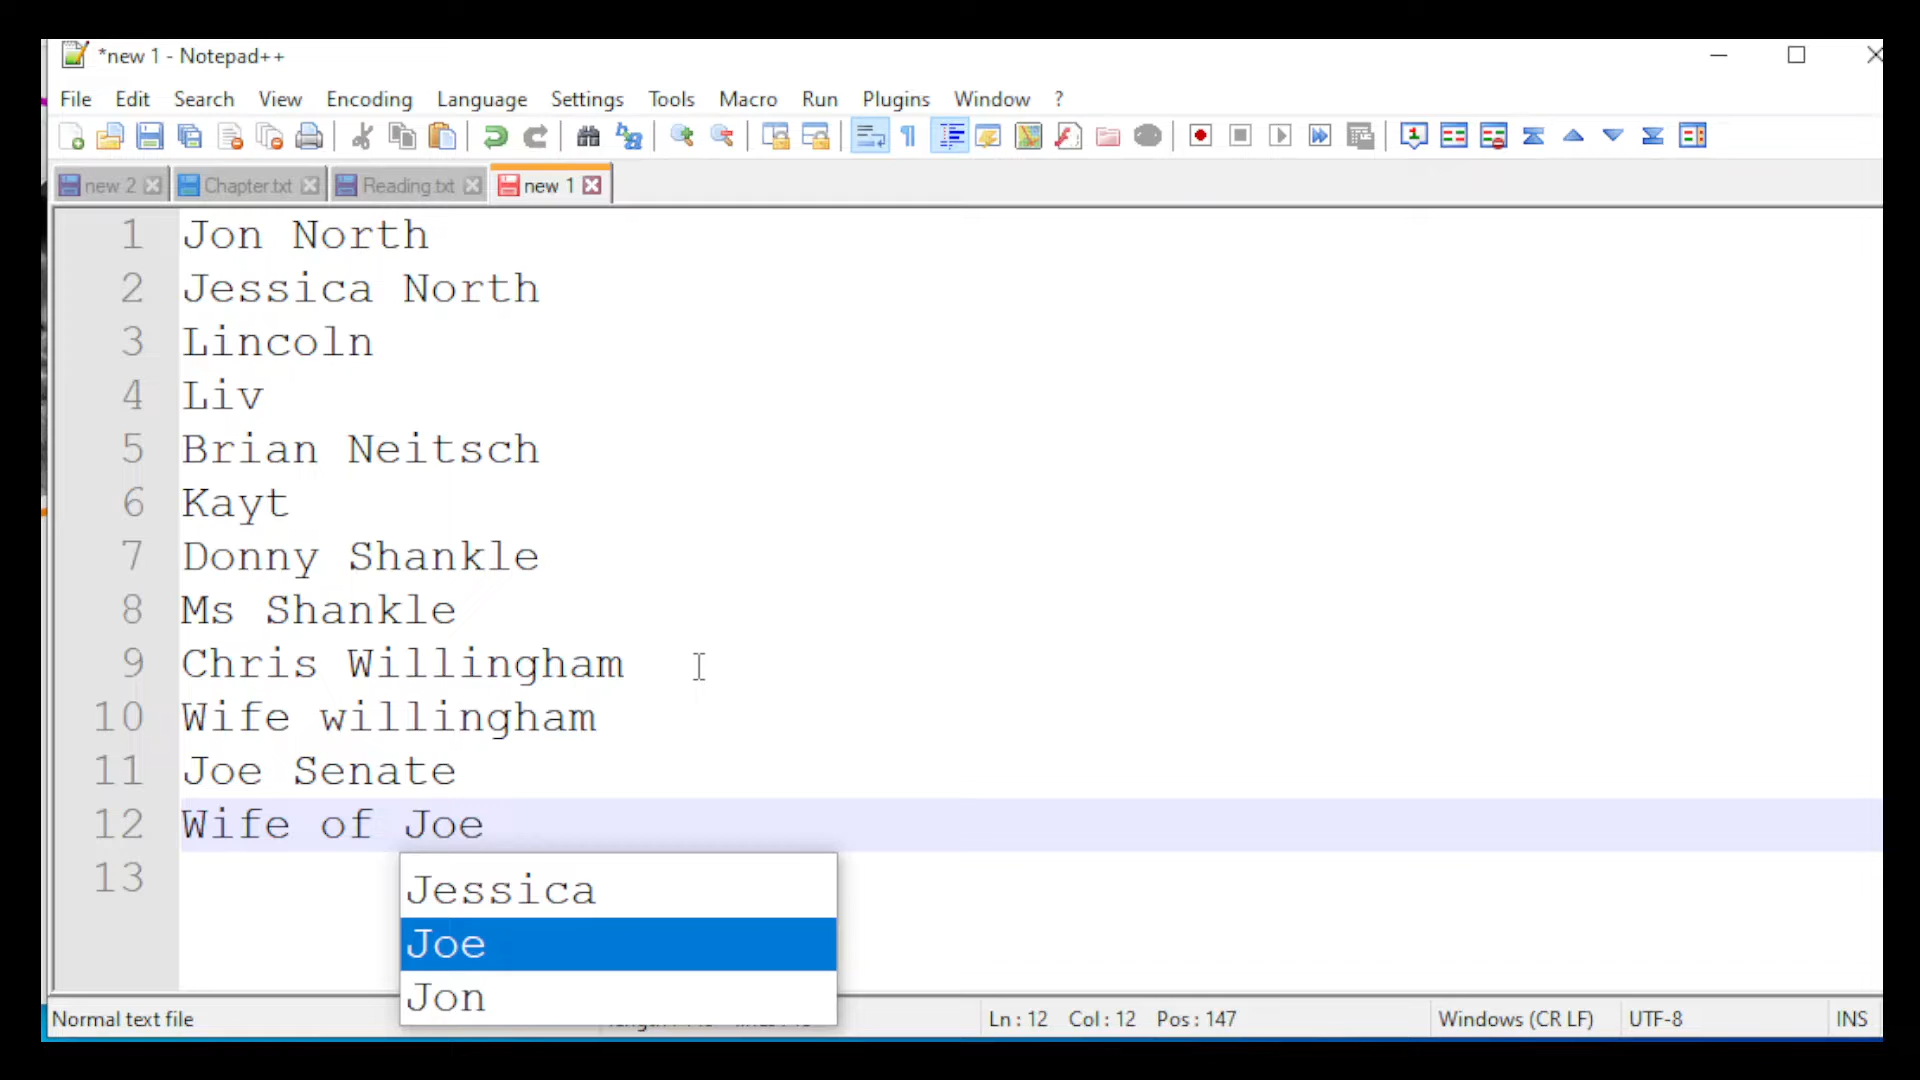 *new 1 - Notepad++
File Edit Search View Encoding Language Settings Tools Macro Run Plugins Window ?
new 2 Chapter.txt Reading.txt new 1
1 Jon North
2 Jessica North
3 Lincoln
4 Liv
5 Brian Neitsch
6 Kayt
7 Donny Shankle
8 Ms Shankle
9 Chris Willingham
10 Wife willingham
11 Joe Senate
12 Wife of Joe
13
Jessica
Joe
Jon
Normal text file Ln : 12 Col : 12 Pos : 147 Windows (CR LF) UTF-8 INS